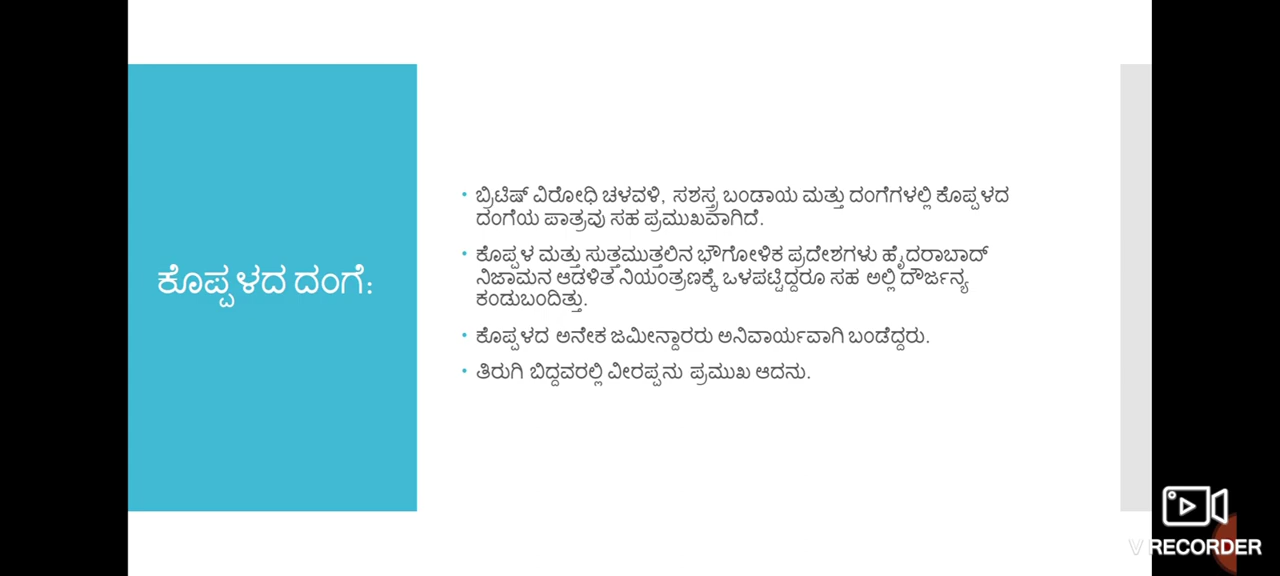 ಕೊಪ್ಪಳದ ದಂಗೆ:
• ಬ್ರಿಟಿಷ್ ವಿರೋಧಿ ಚಳವಳಿ, ಸಶಸ್ತ್ರ ಬಂಡಾಯ ಮತ್ತು ದಂಗೆಗಳಲ್ಲಿ ಕೊಪ್ಪಳದ
ದಂಗೆಯ ಪಾತ್ರವು ಸಹ ಪ್ರಮುಖವಾಗಿದೆ.
• ಕೊಪ್ಪಳ ಮತ್ತು ಸುತ್ತಮುತ್ತಲಿನ ಭೌಗೋಳಿಕ ಪ್ರದೇಶಗಳು ಹೈದರಾಬಾದ್
ನಿಜಾಮನ ಆಡಳಿತ ನಿಯಂತ್ರಣಕ್ಕೆ ಒಳಪಟ್ಟಿದ್ದರೂ ಸಹ ಅಲ್ಲಿ ದೌರ್ಜನ್ಯ
ಕಂಡುಬಂದಿತ್ತು.
• ಕೊಪ್ಪಳದ ಅನೇಕ ಜಮೀನ್ದಾರರು ಅನಿವಾರ್ಯವಾಗಿ ಬಂಡೆದ್ದರು.
• ತಿರುಗಿ ಬಿದ್ದವರಲ್ಲಿ ವೀರಪ್ಪನು ಪ್ರಮುಖ ಆದನು.
V RECORDER